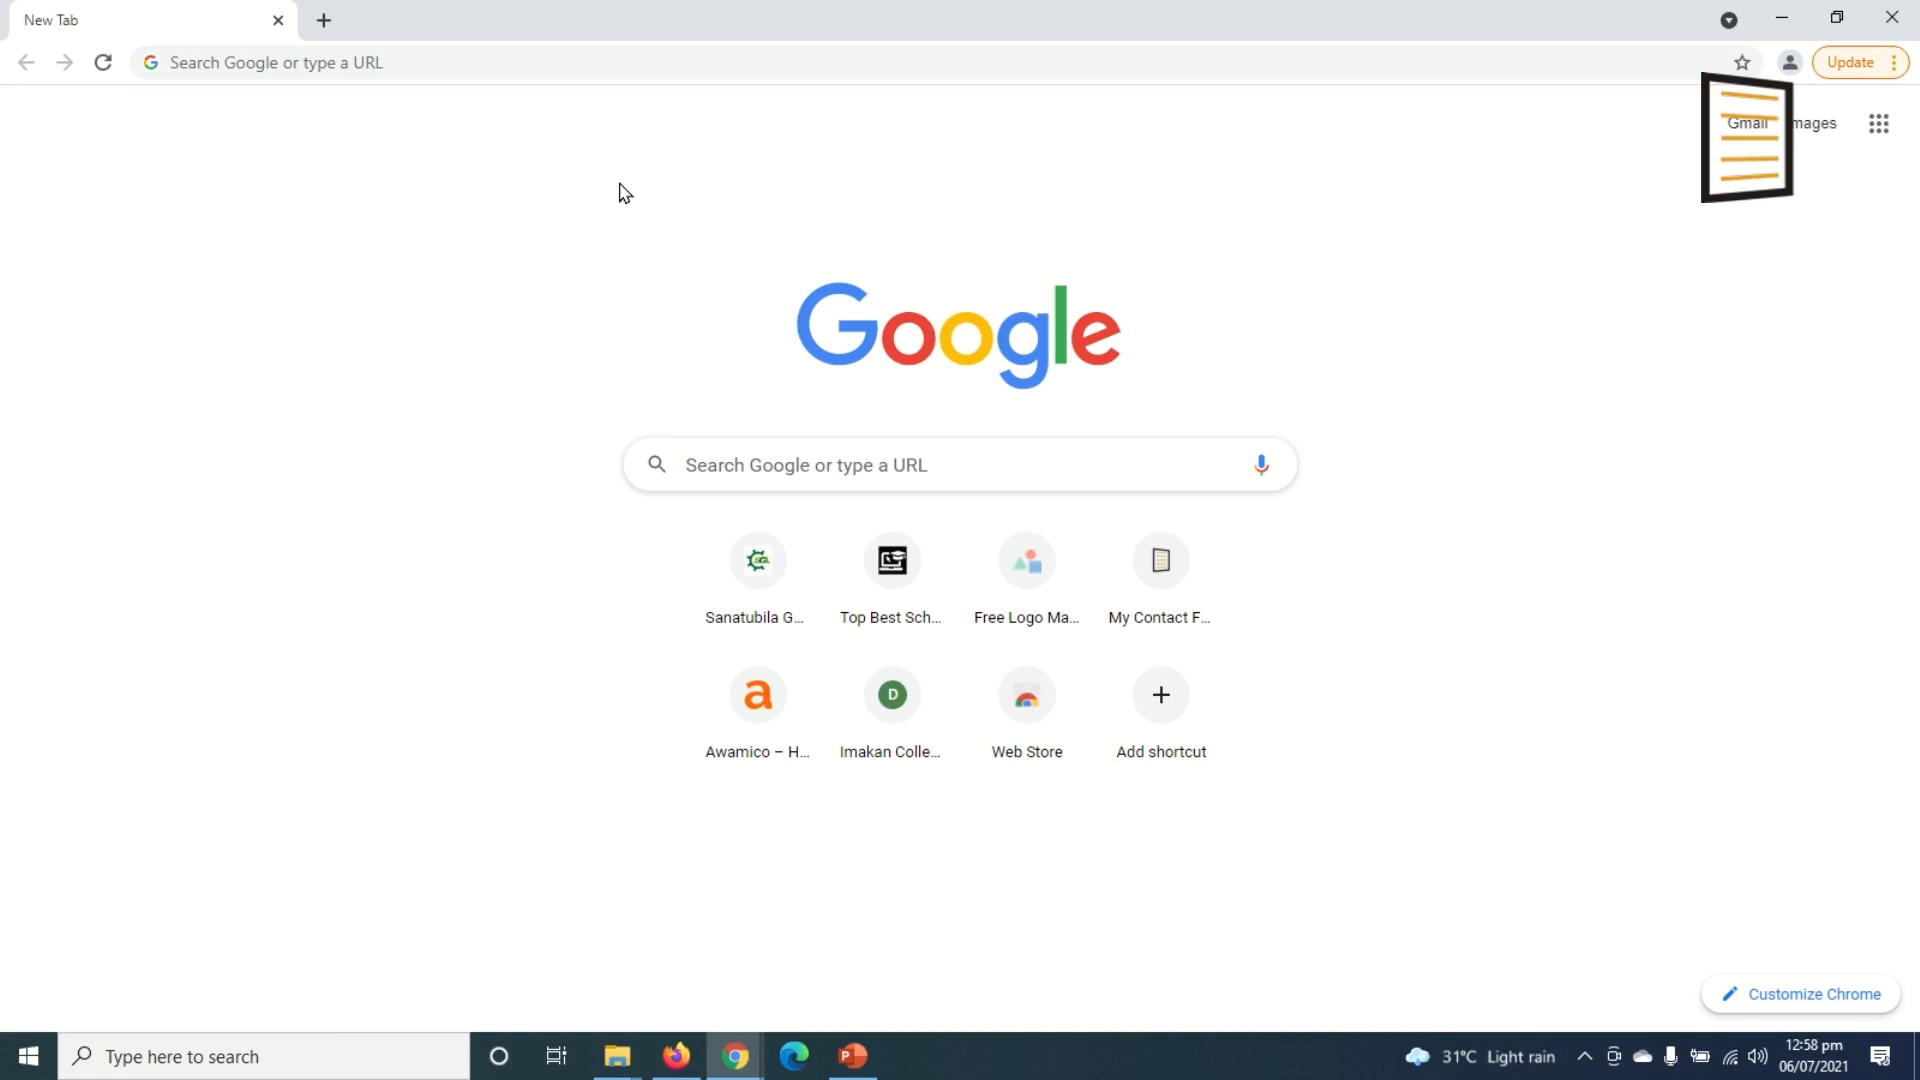 New Tab
Search Google or type a URL
Update
Gmail
mages
Google
Search Google or type a URL
Sanatubila G...
Top Best Sch...
Free Logo Ma...
My Contact F...
a
D
Awamico – H...
Imakan Colle...
Web Store
Add shortcut
Customize Chrome
Type here to search
31°C Light rain
12:58 pm
06/07/2021